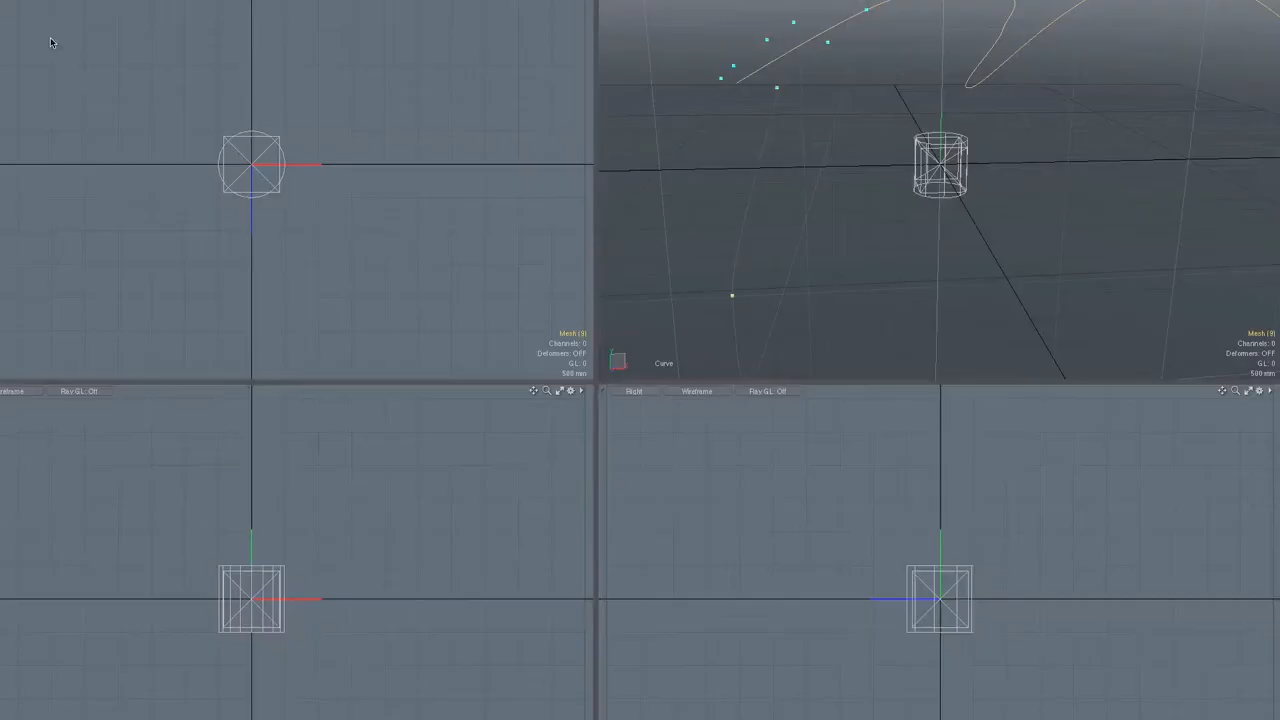 Mesh (9)
Channels: 0
Deformers: OFF
GL: 0
500 mm
Curve
Mesh (9)
Channels: 0
Deformers: OFF
GL: 0
500 mm
reframe
Ray GL: Off
Right
Wireframe
Ray GL: Off